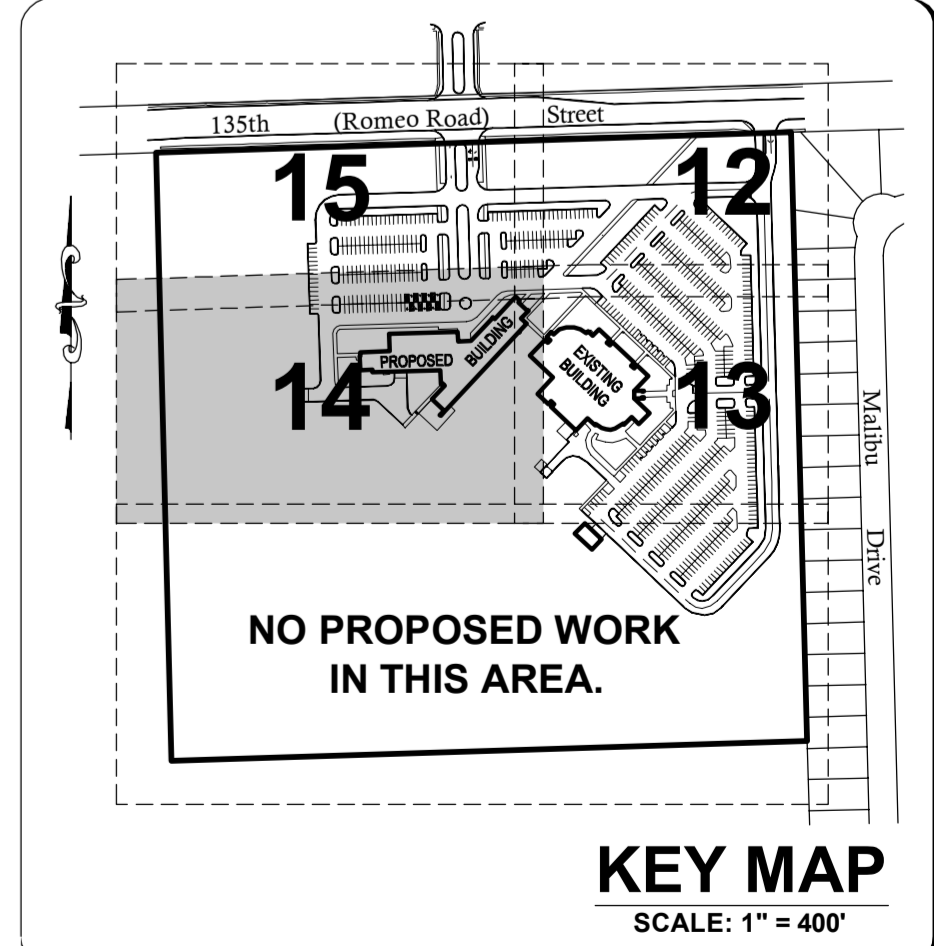 135th (Romeo Road) Street
15
12
PROPOSED BUILDING
EXISTING
BUILDING
14
13
Malibu Drive
NO PROPOSED WORK
IN THIS AREA.
KEY MAP
SCALE: 1" = 400'